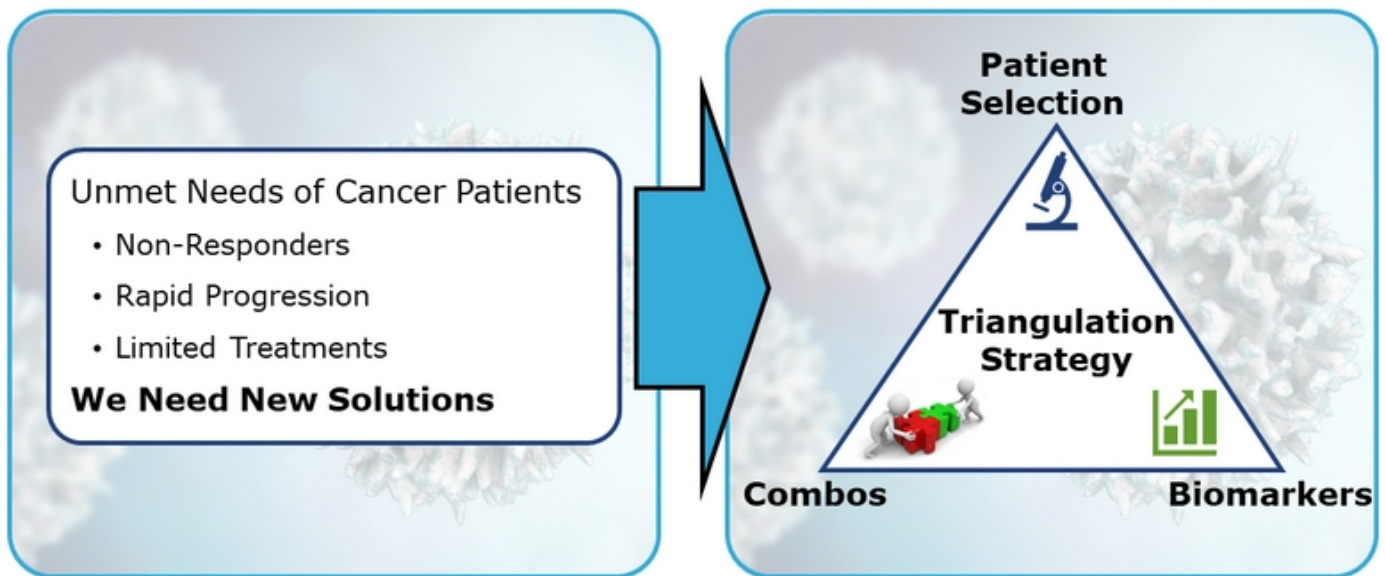 Unmet Needs of Cancer Patients
• Non-Responders
• Rapid Progression
• Limited Treatments
We Need New Solutions
Patient
Selection
Triangulation
Strategy
Combos
Biomarkers